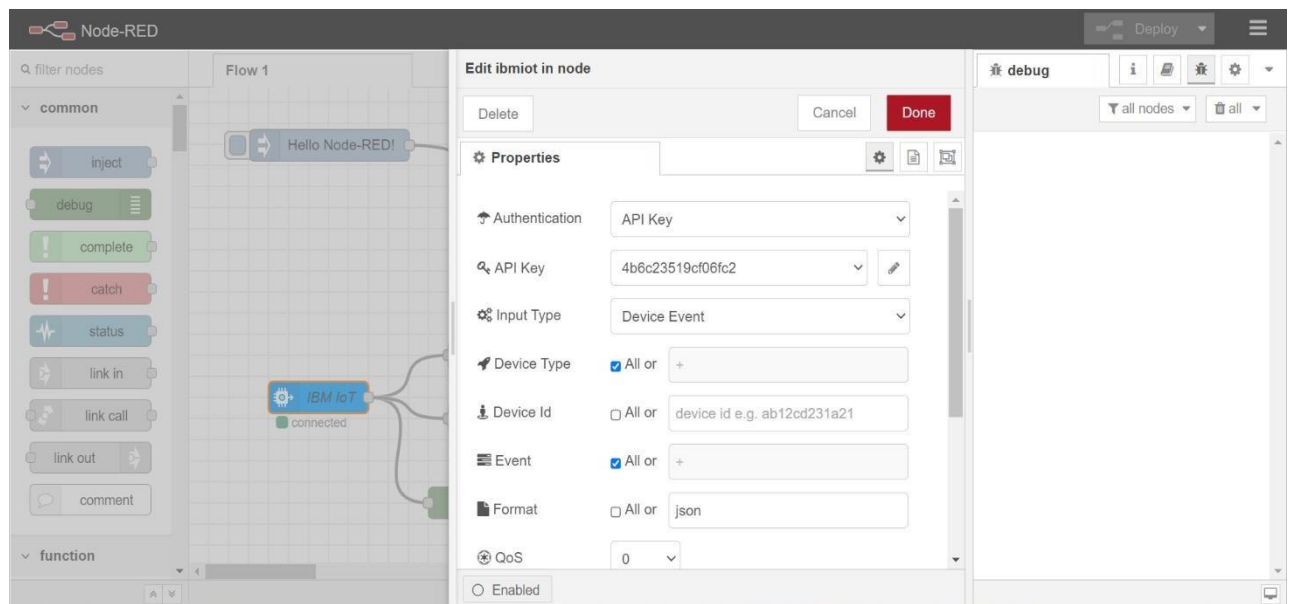 Node-RED
Deploy
filter nodes
Flow 1
Edit ibmiot in node
debug
i
common
Delete
Cancel
Done
all nodes
all
inject
Hello Node-RED!
Properties
debug
Authentication
API Key
complete
API Key
4b6c23519cf06fc2
catch
Input Type
Device Event
status
Device Type
All or
+
link in
IBM IoT
Device Id
All or
device id e.g. ab12cd231a21
link call
connected
link out
Event
All or
+
comment
Format
All or
json
function
QoS
0
Enabled